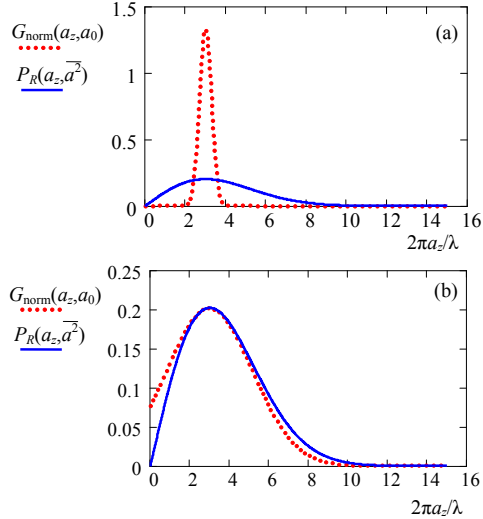 G_norm(a_z,a_0)
P_R(a_z,a̅²)
1.5
1
0.5
0
(a)
0 2 4 6 8 10 12 14 16
2πa_z/λ
G_norm(a_z,a_0)
P_R(a_z,a̅²)
0.25
0.2
0.15
0.1
0.05
0
(b)
0 2 4 6 8 10 12 14 16
2πa_z/λ